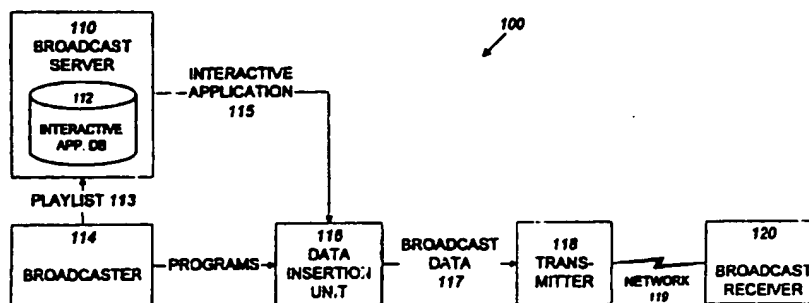 110
BROADCAST
SERVER
112
INTERACTIVE
APP. DB
INTERACTIVE
APPLICATION
115
100
PLAYLIST 113
114
BROADCASTER
PROGRAMS
116
DATA
INSERTION
UNIT
BROADCAST
DATA
117
118
TRANS-
MITTER
NETWORK
119
120
BROADCAST
RECEIVER